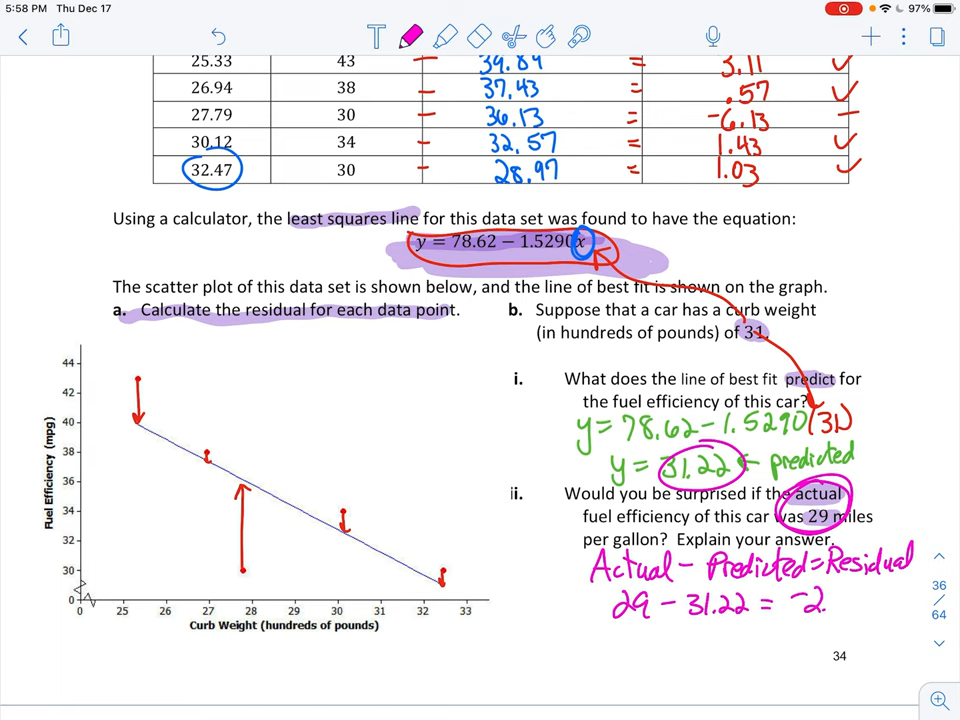 5:58 PM Thu Dec 17
97%
T
25.33 43 − 39.89 = 3.11 ✓
26.94 38 − 37.43 = .57 ✓
27.79 30 − 36.13 = -6.13 −
30.12 34 − 32.57 = 1.43 ✓
32.47 30 − 28.97 = 1.03 ✓
Using a calculator, the least squares line for this data set was found to have the equation:
y = 78.62 − 1.5290x
The scatter plot of this data set is shown below, and the line of best fit is shown on the graph.
a. Calculate the residual for each data point.
b. Suppose that a car has a curb weight
(in hundreds of pounds) of 31.
i. What does the line of best fit predict for
the fuel efficiency of this car?
y = 78.62 − 1.5290(31)
y = 31.22 ← predicted
ii. Would you be surprised if the actual
fuel efficiency of this car was 29 miles
per gallon? Explain your answer.
Actual − Predicted = Residual
29 − 31.22 = -2.
Fuel Efficiency (mpg)
44
42
40
38
36
34
32
30
0
0 25 26 27 28 29 30 31 32 33
Curb Weight (hundreds of pounds)
36
/
64
34